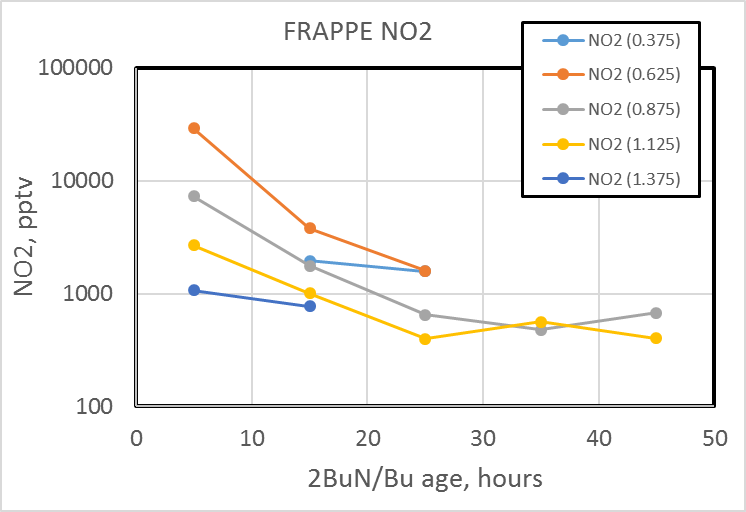 FRAPPE NO2
NO2 (0.375)
NO2 (0.625)
NO2 (0.875)
NO2 (1.125)
NO2 (1.375)
100000
10000
1000
100
NO2, pptv
0 10 20 30 40 50
2BuN/Bu age, hours